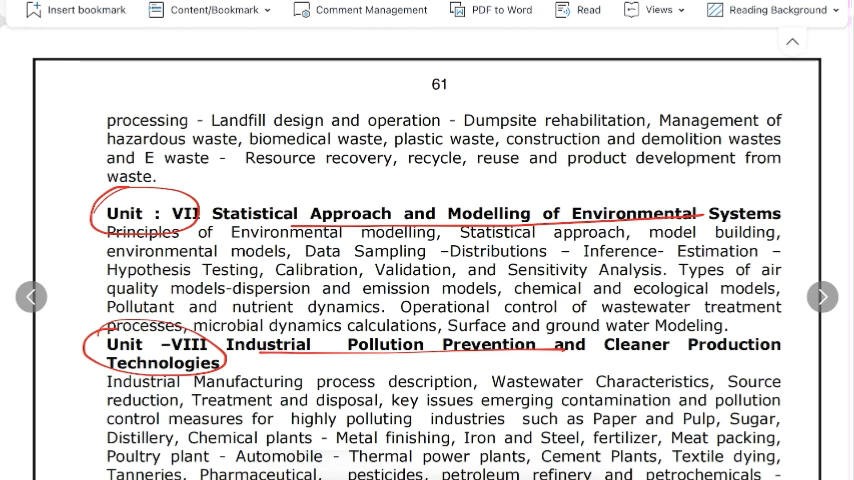 Insert bookmark Content/Bookmark Comment Management PDF to Word Read Views Reading Background
61
processing - Landfill design and operation - Dumpsite rehabilitation, Management of
hazardous waste, biomedical waste, plastic waste, construction and demolition wastes
and E waste - Resource recovery, recycle, reuse and product development from
waste.
Unit : VII Statistical Approach and Modelling of Environmental Systems
Principles of Environmental modelling, Statistical approach, model building,
environmental models, Data Sampling –Distributions – Inference- Estimation –
Hypothesis Testing, Calibration, Validation, and Sensitivity Analysis. Types of air
quality models-dispersion and emission models, chemical and ecological models,
Pollutant and nutrient dynamics. Operational control of wastewater treatment
processes, microbial dynamics calculations, Surface and ground water Modeling.
Unit –VIII Industrial Pollution Prevention and Cleaner Production
Technologies
Industrial Manufacturing process description, Wastewater Characteristics, Source
reduction, Treatment and disposal, key issues emerging contamination and pollution
control measures for highly polluting industries such as Paper and Pulp, Sugar,
Distillery, Chemical plants - Metal finishing, Iron and Steel, fertilizer, Meat packing,
Poultry plant - Automobile - Thermal power plants, Cement Plants, Textile dying,
Tanneries, Pharmaceutical, pesticides, petroleum refinery and petrochemicals -